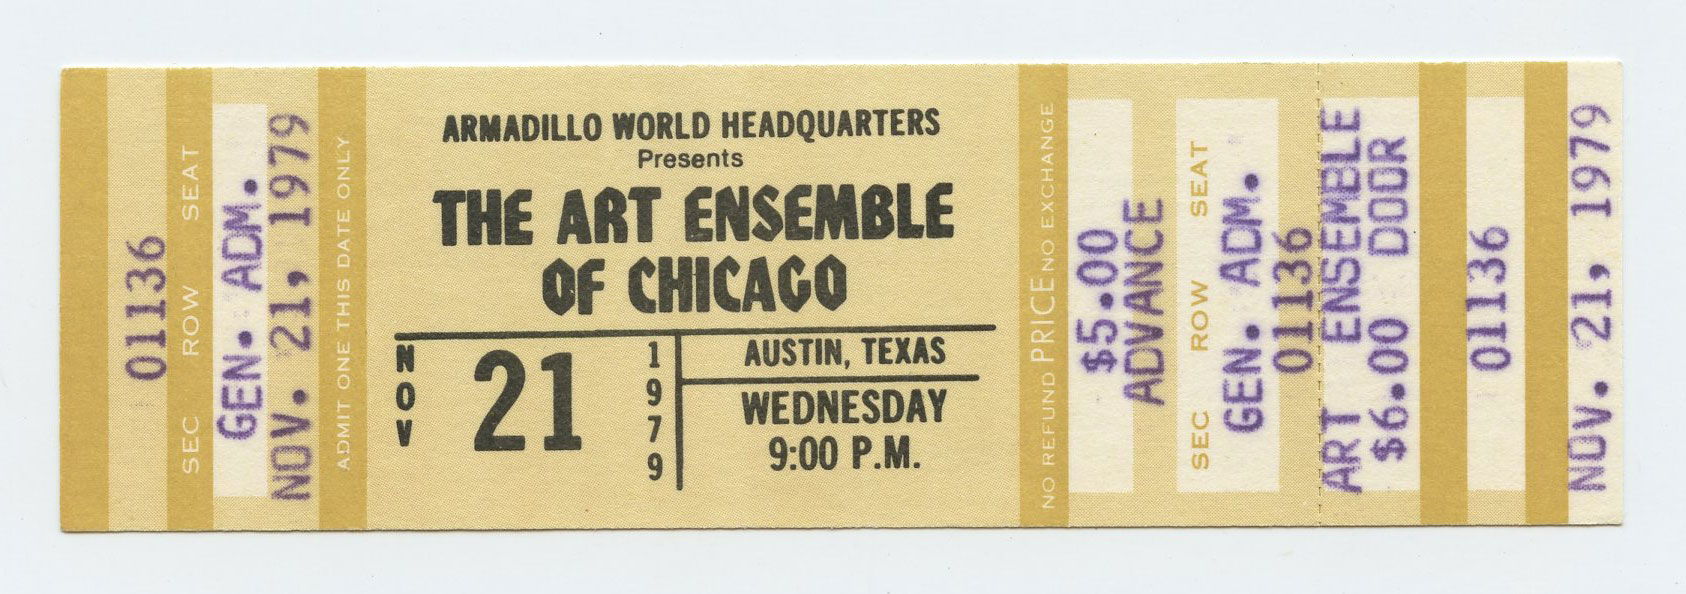 01136
SEC ROW SEAT
GEN. ADM.
NOV. 21, 1979
ADMIT ONE THIS DATE ONLY
ARMADILLO WORLD HEADQUARTERS
Presents
THE ART ENSEMBLE
OF CHICAGO
NOV
21
1979
AUSTIN, TEXAS
WEDNESDAY
9:00 P.M.
NO REFUND PRICE NO EXCHANGE
$5.00
ADVANCE
SEC ROW SEAT
GEN. ADM.
01136
ART ENSEMBLE
$6.00 DOOR
01136
NOV. 21, 1979